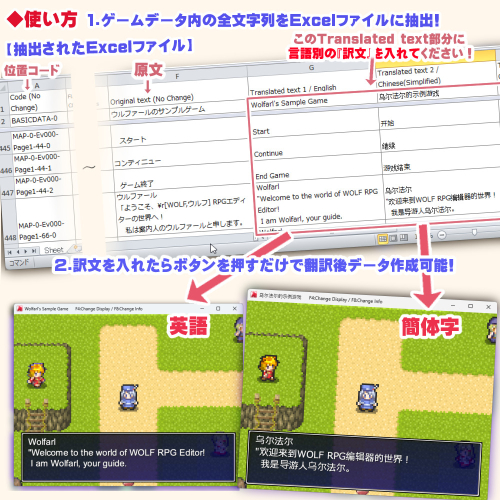 ◆使い方 1.ゲームデータ内の全文字列をExcelファイルに抽出!
【抽出されたExcelファイル】
このTranslated text部分に
言語別の『訳文』を入れてください!
位置コード
原文
A
F
G
Code (No Change)
Original text (No Change)
Translated text 1 / English
Translated text 2 / Chinese(Simplified)
2
BASICDATA-0
ウルファールのサンプルゲーム
Wolfarl's Sample Game
乌尔法尔的示例游戏
445
MAP-0-Ev000-Page1-44-0
スタート
Start
开始
446
MAP-0-Ev000-Page1-44-1
コンティニュー
Continue
继续
447
MAP-0-Ev000-Page1-44-2
ゲーム終了
End Game
游戏结束
448
MAP-0-Ev000-Page1-66-0
ウルファール
「ようこそ、¥r[WOLF,ウルフ] RPGエディターの世界へ!
私は案内人のウルファールと申します。
Wolfarl
"Welcome to the world of WOLF RPG Editor!
I am Wolfarl, your guide.
乌尔法尔
"欢迎来到WOLF RPG编辑器的世界!
我是导游人乌尔法尔。
Sheet
コマンド
2.訳文を入れたらボタンを押すだけで翻訳後データ作成可能!
英語
簡体字
Wolfarl's Sample Game F4:Change Display / F8:Change Info
乌尔法尔的示例游戏 F4:Change Display / F8:Change Info
Wolfarl
"Welcome to the world of WOLF RPG Editor!
I am Wolfarl, your guide.
乌尔法尔
"欢迎来到WOLF RPG编辑器的世界!
我是导游人乌尔法尔。